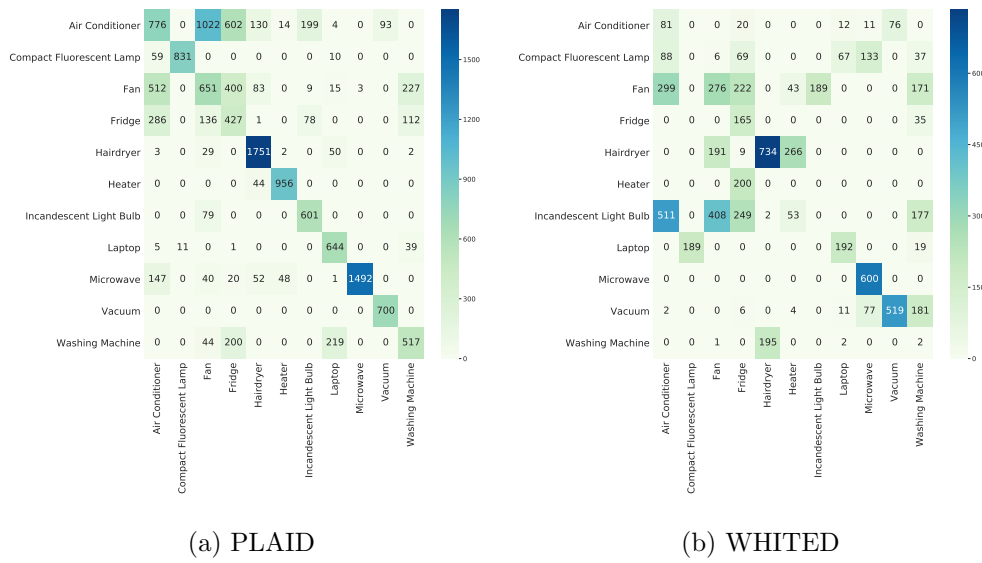 Air Conditioner 776 0 1022 602 130 14 199 4 0 93 0
Compact Fluorescent Lamp 59 831 0 0 0 0 0 10 0 0 0
Fan 512 0 651 400 83 0 9 15 3 0 227
Fridge 286 0 136 427 1 0 78 0 0 0 112
Hairdryer 3 0 29 0 1751 2 0 50 0 0 2
Heater 0 0 0 0 44 956 0 0 0 0 0
Incandescent Light Bulb 0 0 79 0 0 0 601 0 0 0 0
Laptop 5 11 0 1 0 0 0 644 0 0 39
Microwave 147 0 40 20 52 48 0 1 1492 0 0
Vacuum 0 0 0 0 0 0 0 0 0 700 0
Washing Machine 0 0 44 200 0 0 0 219 0 0 517
Air Conditioner
Compact Fluorescent Lamp
Fan
Fridge
Hairdryer
Heater
Incandescent Light Bulb
Laptop
Microwave
Vacuum
Washing Machine
1500
1200
900
600
300
0
(a) PLAID
Air Conditioner 81 0 20 0 0 0 0 12 11 76 0
Compact Fluorescent Lamp 88 0 6 69 0 0 0 67 133 0 37
Fan 299 0 276 222 0 43 189 0 0 0 171
Fridge 0 0 0 165 0 0 0 0 0 0 35
Hairdryer 0 0 191 9 734 266 0 0 0 0 0
Heater 0 0 0 200 0 0 0 0 0 0 0
Incandescent Light Bulb 511 0 408 249 2 53 0 0 0 0 177
Laptop 0 189 0 0 0 0 0 192 0 0 19
Microwave 0 0 0 0 0 0 0 0 600 0 0
Vacuum 2 0 0 6 0 4 0 11 77 519 181
Washing Machine 0 0 1 0 195 0 0 2 0 0 2
Air Conditioner
Compact Fluorescent Lamp
Fan
Fridge
Hairdryer
Heater
Incandescent Light Bulb
Laptop
Microwave
Vacuum
Washing Machine
0
(b) WHITED